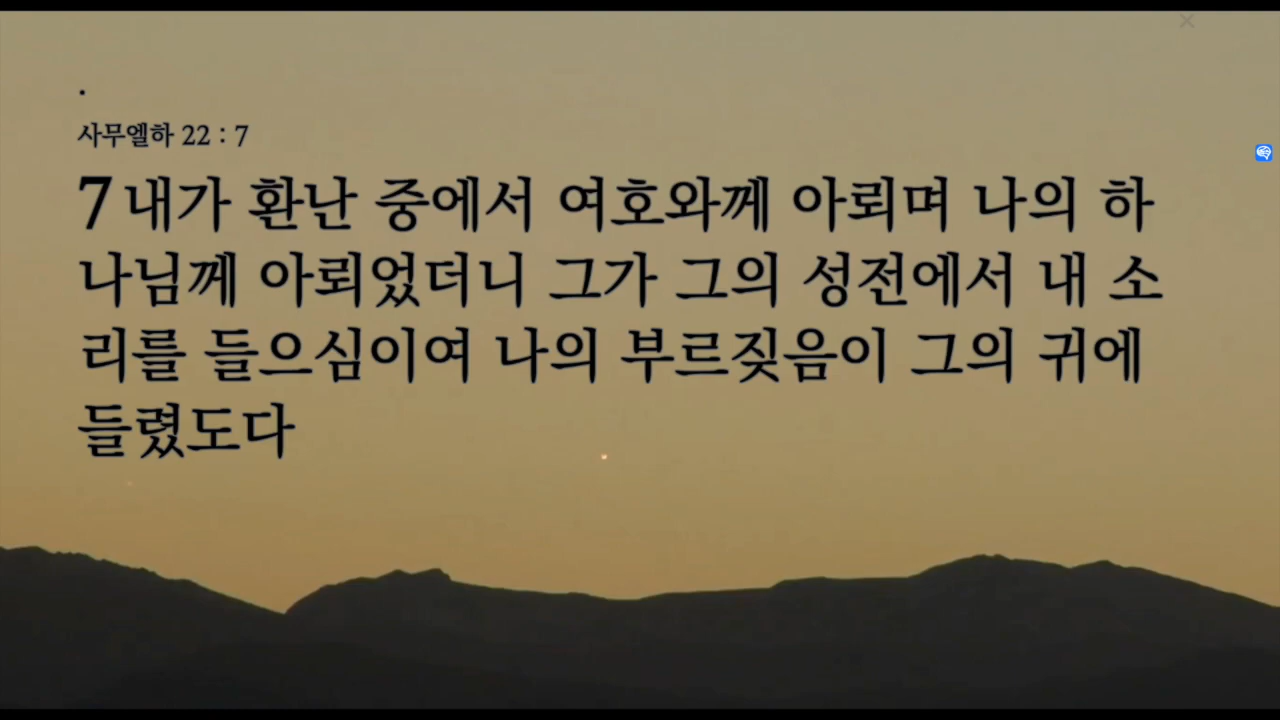 .
사무엘하 22 : 7
7 내가 환난 중에서 여호와께 아뢰며 나의 하
나님께 아뢰었더니 그가 그의 성전에서 내 소
리를 들으심이여 나의 부르짖음이 그의 귀에
들렸도다